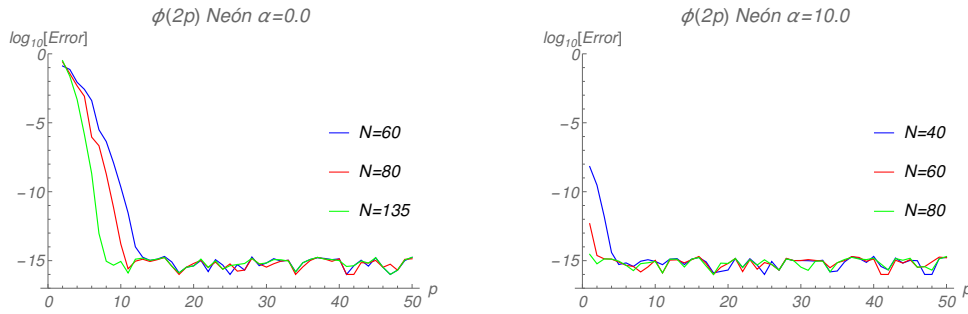 ϕ(2p) Neón α=0.0
log₁₀[Error]
0
−5
−10
−15
0 10 20 30 40 50
p
N=60
N=80
N=135
ϕ(2p) Neón α=10.0
log₁₀[Error]
0
−5
−10
−15
0 10 20 30 40 50
p
N=40
N=60
N=80